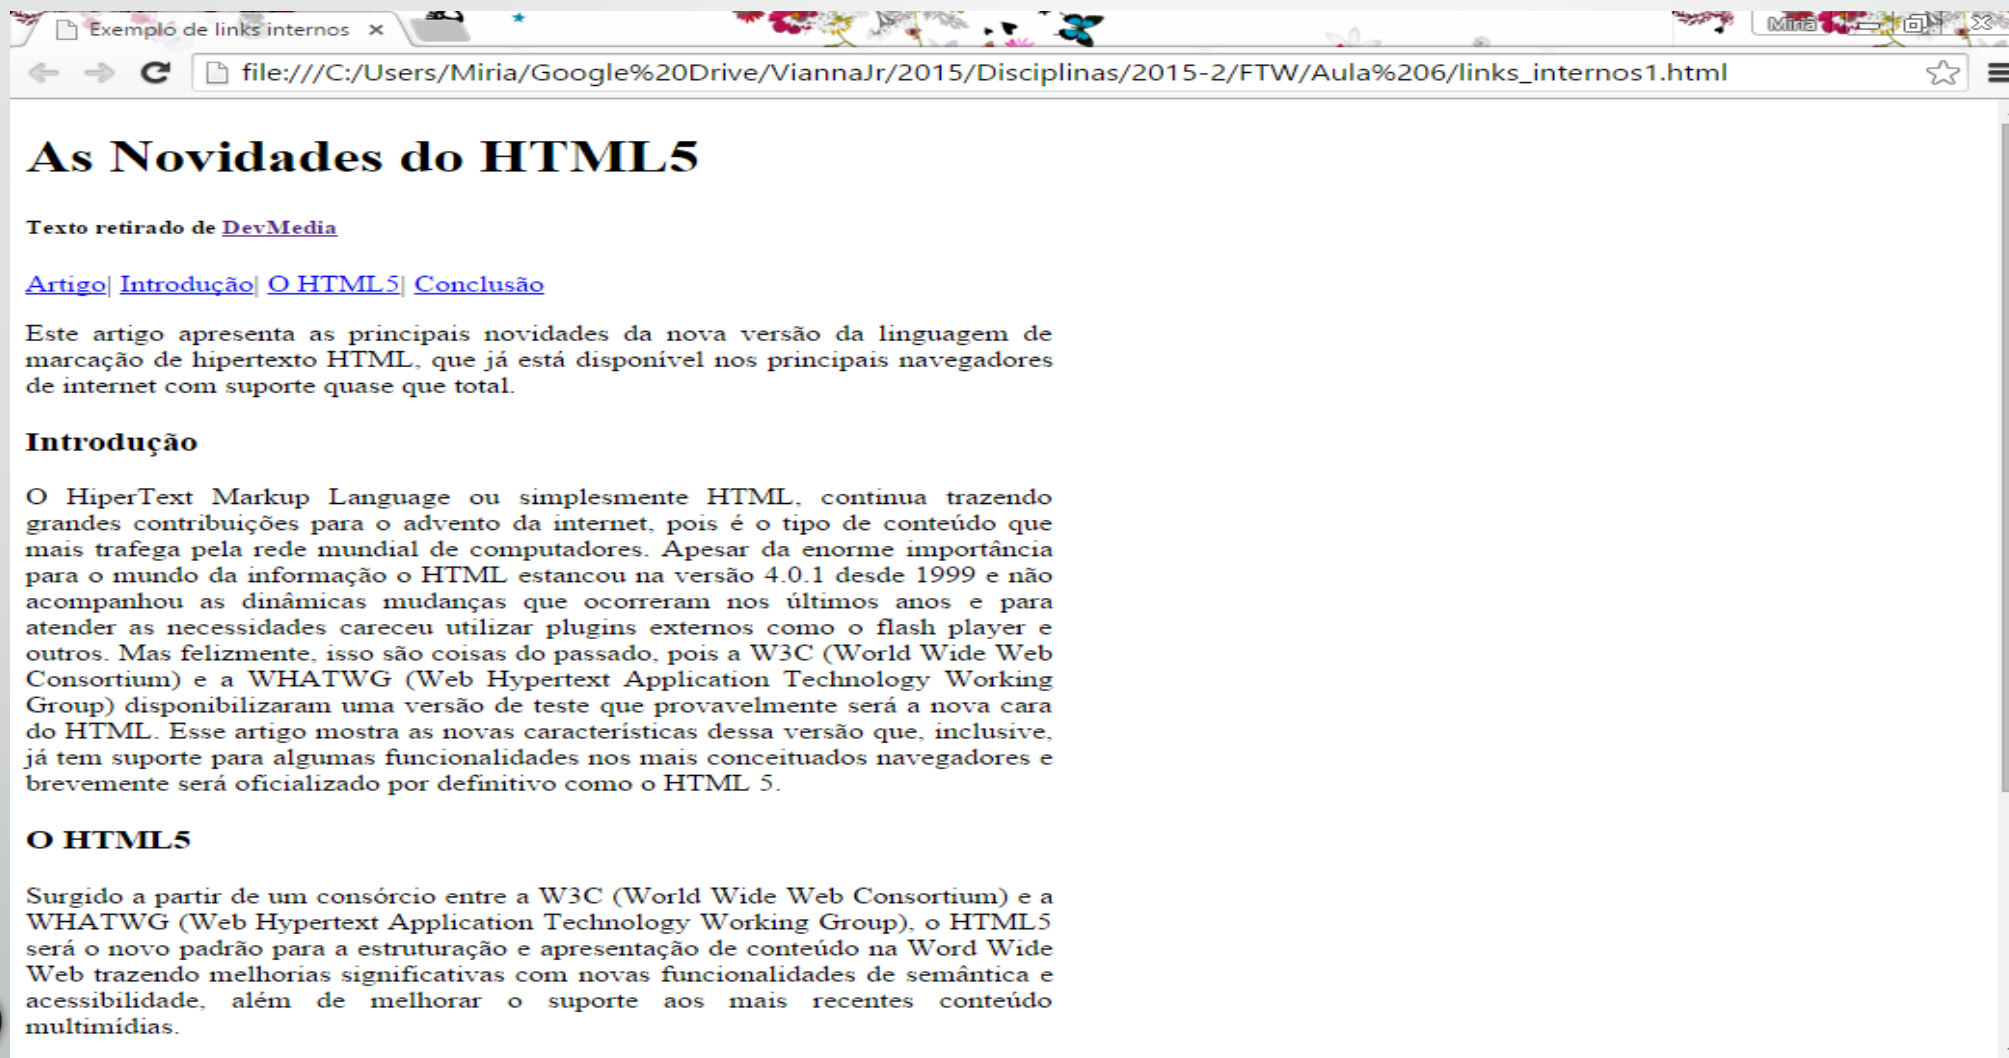 Exemplo de links internos
Miriã
file:///C:/Users/Miria/Google%20Drive/ViannaJr/2015/Disciplinas/2015-2/FTW/Aula%206/links_internos1.html
As Novidades do HTML5
Texto retirado de DevMedia
Artigo| Introdução| O HTML5| Conclusão
Este artigo apresenta as principais novidades da nova versão da linguagem de
marcação de hipertexto HTML, que já está disponível nos principais navegadores
de internet com suporte quase que total.
Introdução
O HiperText Markup Language ou simplesmente HTML, continua trazendo
grandes contribuições para o advento da internet, pois é o tipo de conteúdo que
mais trafega pela rede mundial de computadores. Apesar da enorme importância
para o mundo da informação o HTML estancou na versão 4.0.1 desde 1999 e não
acompanhou as dinâmicas mudanças que ocorreram nos últimos anos e para
atender as necessidades careceu utilizar plugins externos como o flash player e
outros. Mas felizmente, isso são coisas do passado, pois a W3C (World Wide Web
Consortium) e a WHATWG (Web Hypertext Application Technology Working
Group) disponibilizaram uma versão de teste que provavelmente será a nova cara
do HTML. Esse artigo mostra as novas características dessa versão que, inclusive,
já tem suporte para algumas funcionalidades nos mais conceituados navegadores e
brevemente será oficializado por definitivo como o HTML 5.
O HTML5
Surgido a partir de um consórcio entre a W3C (World Wide Web Consortium) e a
WHATWG (Web Hypertext Application Technology Working Group), o HTML5
será o novo padrão para a estruturação e apresentação de conteúdo na Word Wide
Web trazendo melhorias significativas com novas funcionalidades de semântica e
acessibilidade, além de melhorar o suporte aos mais recentes conteúdo
multimídias.